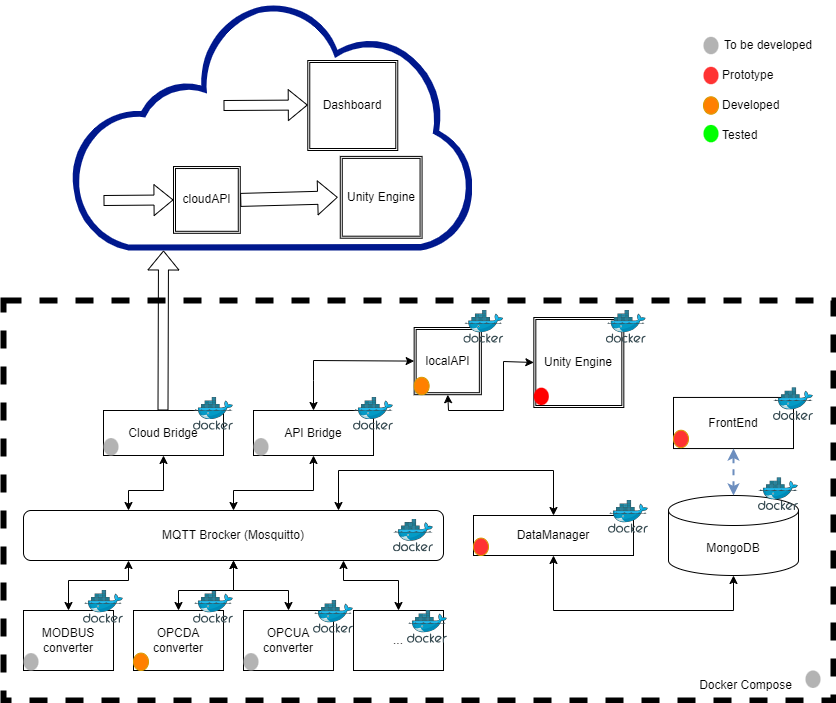 To be developed
Prototype
Developed
Tested
Dashboard
cloudAPI
Unity Engine
docker
docker
localAPI
Unity Engine
docker
docker
docker
Cloud Bridge
API Bridge
FrontEnd
docker
docker
MQTT Brocker (Mosquitto)
docker
DataManager
MongoDB
docker
docker
docker
docker
MODBUS
converter
OPCDA
converter
OPCUA
converter
...
Docker Compose